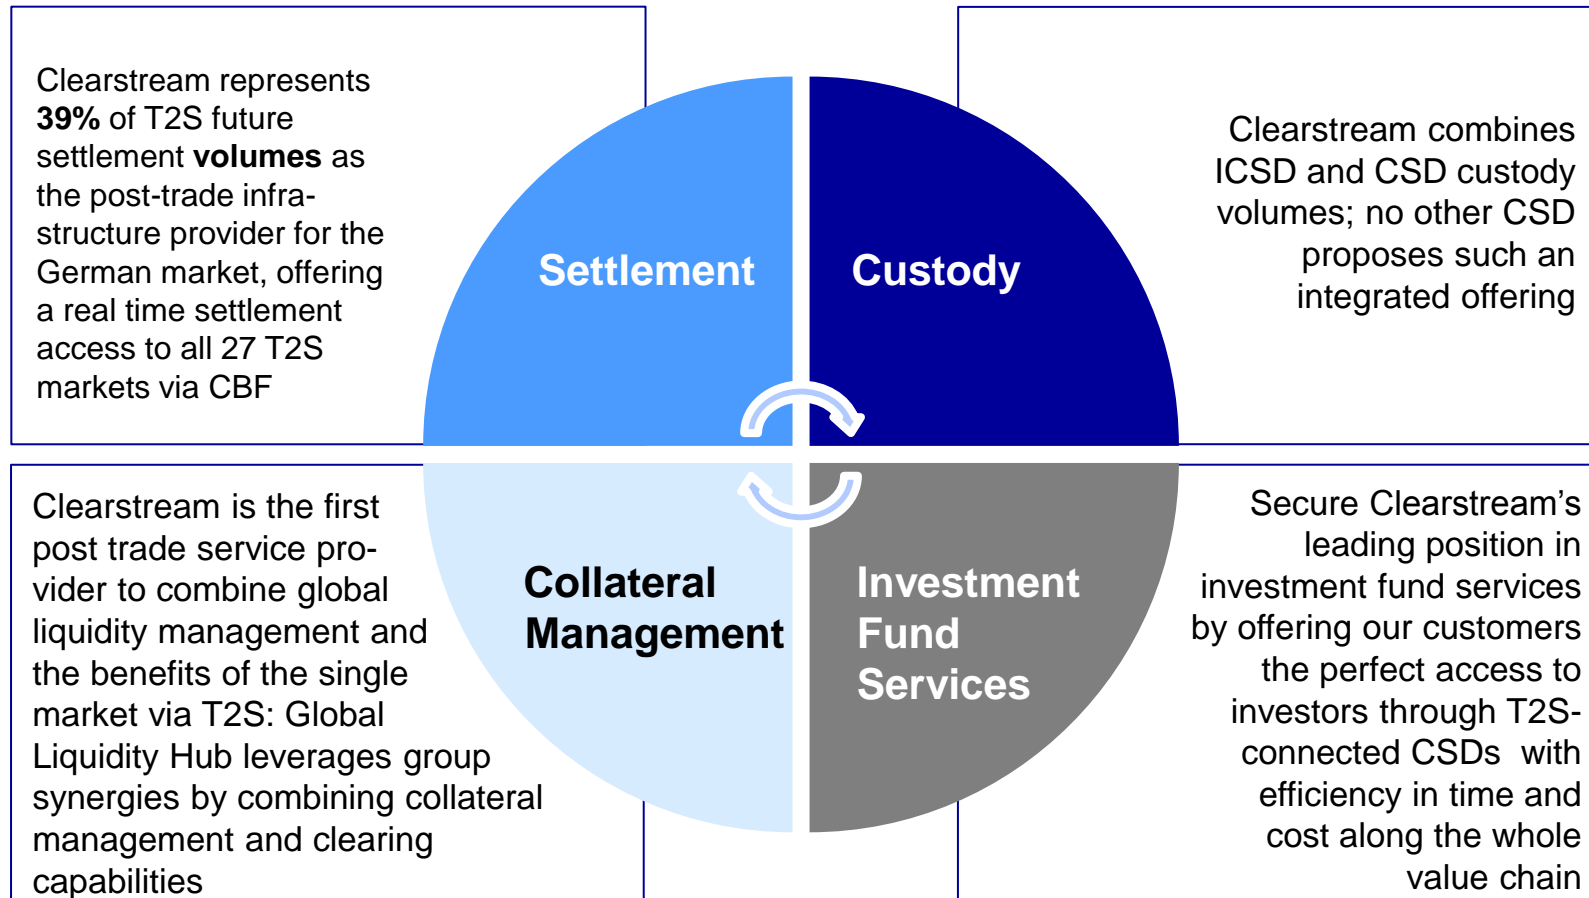 Clearstream represents
39% of T2S future
settlement volumes as
the post-trade infra-
structure provider for the
German market, offering
a real time settlement
access to all 27 T2S
markets via CBF
Settlement
Custody
Clearstream combines
ICSD and CSD custody
volumes; no other CSD
proposes such an
integrated offering
Clearstream is the first
post trade service pro-
vider to combine global
liquidity management and
the benefits of the single
market via T2S: Global
Liquidity Hub leverages group
synergies by combining collateral
management and clearing
capabilities
Collateral
Management
Investment
Fund
Services
Secure Clearstream’s
leading position in
investment fund services
by offering our customers
the perfect access to
investors through T2S-
connected CSDs  with
efficiency in time and
cost along the whole
value chain